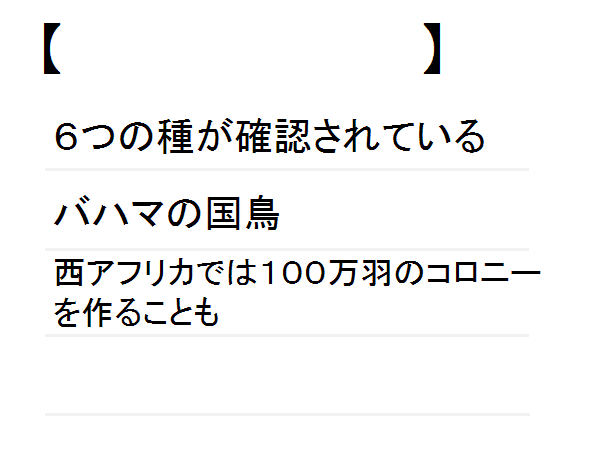 【　　　　　　　　　】
６つの種が確認されている
バハマの国鳥
西アフリカでは１００万羽のコロニー
を作ることも